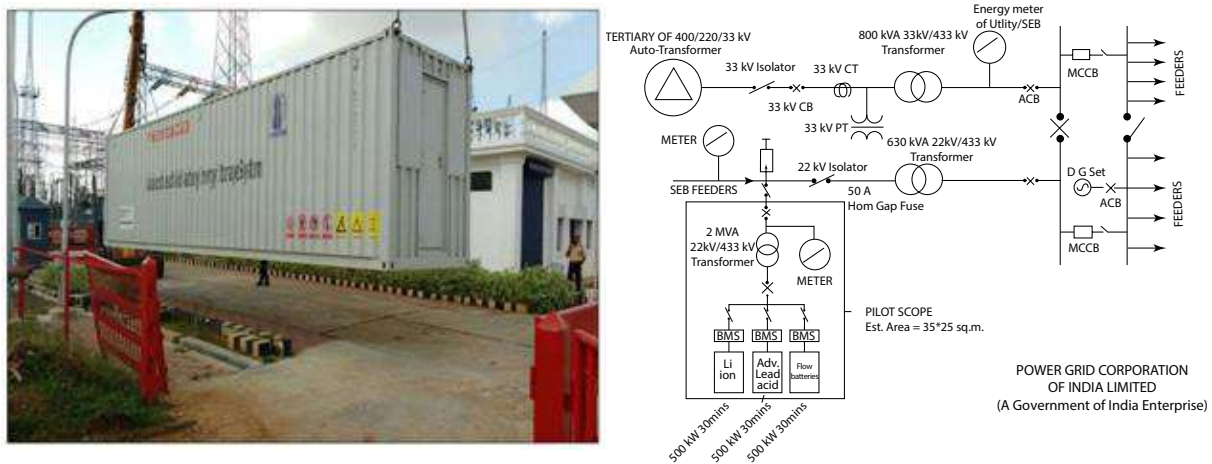 TERTIARY OF 400/220/33 kV
Auto-Transformer
33 kV Isolator
33 kV CB
33 kV CT
33 kV PT
800 kVA 33kV/433 kV
Transformer
Energy meter
of Utlity/SEB
ACB
MCCB
FEEDERS
METER
SEB FEEDERS
22 kV Isolator
50 A
Hom Gap Fuse
630 kVA 22kV/433 kV
Transformer
D G Set
ACB
MCCB
FEEDERS
2 MVA
22kV/433 kV
Transformer
METER
BMS
BMS
BMS
Li
ion
Adv.
Lead
acid
Flow
batteries
500 kW 30mins
500 kW 30mins
500 kW 30mins
PILOT SCOPE
Est. Area = 35*25 sq.m.
POWER GRID CORPORATION
OF INDIA LIMITED
(A Government of India Enterprise)